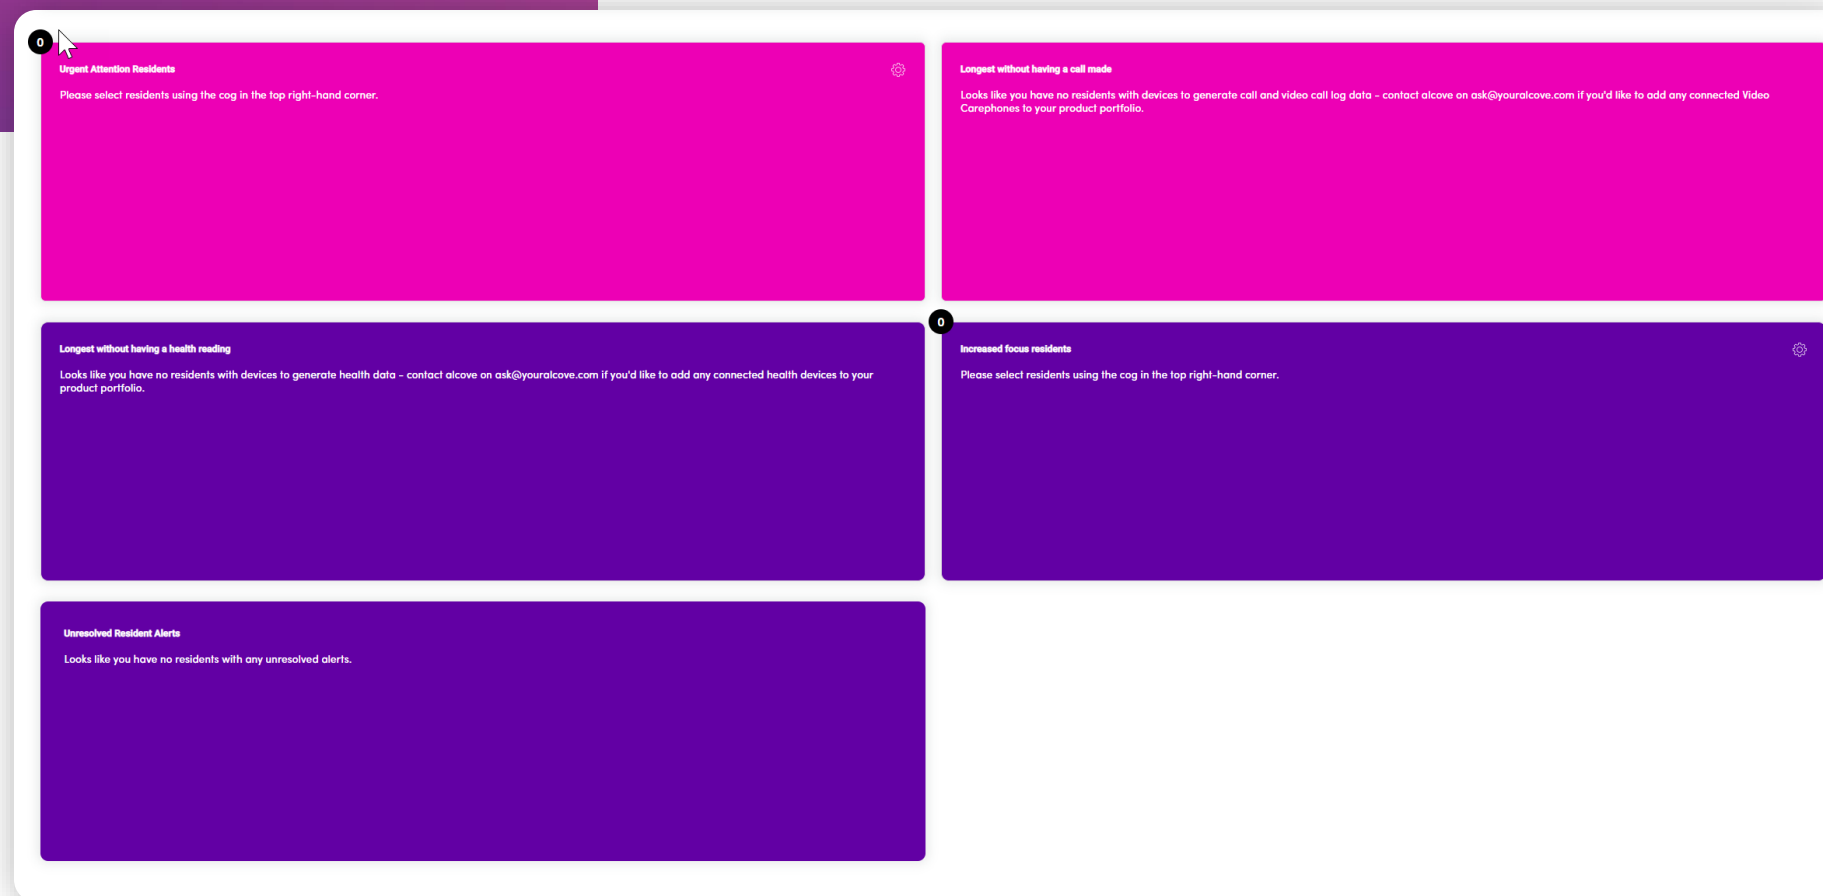 0
Urgent Attention Residents
Please select residents using the cog in the top right-hand corner.
Longest without having a call made
Looks like you have no residents with devices to generate call and video call log data - contact alcove on ask@youralcove.com if you'd like to add any connected Video
Carephones to your product portfolio.
Longest without having a health reading
Looks like you have no residents with devices to generate health data - contact alcove on ask@youralcove.com if you'd like to add any connected health devices to your
product portfolio.
0
Increased focus residents
Please select residents using the cog in the top right-hand corner.
Unresolved Resident Alerts
Looks like you have no residents with any unresolved alerts.